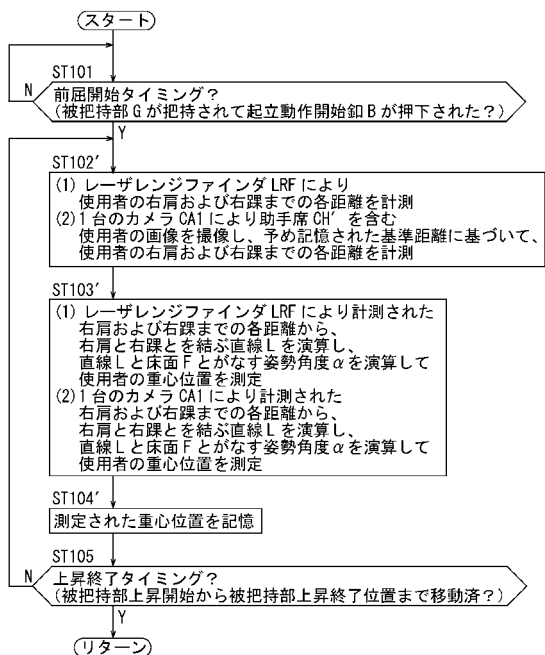 スタート
ST101
N
前屈開始タイミング?
(被把持部Gが把持されて起立動作開始釦Bが押下された?)
Y
ST102′
(1) レーザレンジファインダLRFにより
使用者の右肩および右踝までの各距離を計測
(2)1台のカメラCA1により助手席CH′を含む
使用者の画像を撮像し、予め記憶された基準距離に基づいて、
使用者の右肩および右踝までの各距離を計測
ST103′
(1) レーザレンジファインダLRFにより計測された
右肩および右踝までの各距離から、
右肩と右踝とを結ぶ直線Lを演算し、
直線Lと床面Fとがなす姿勢角度αを演算して
使用者の重心位置を測定
(2)1台のカメラCA1により計測された
右肩および右踝までの各距離から、
右肩と右踝とを結ぶ直線Lを演算し、
直線Lと床面Fとがなす姿勢角度αを演算して
使用者の重心位置を測定
ST104′
測定された重心位置を記憶
ST105
N
上昇終了タイミング?
(被把持部上昇開始から被把持部上昇終了位置まで移動済?)
Y
リターン